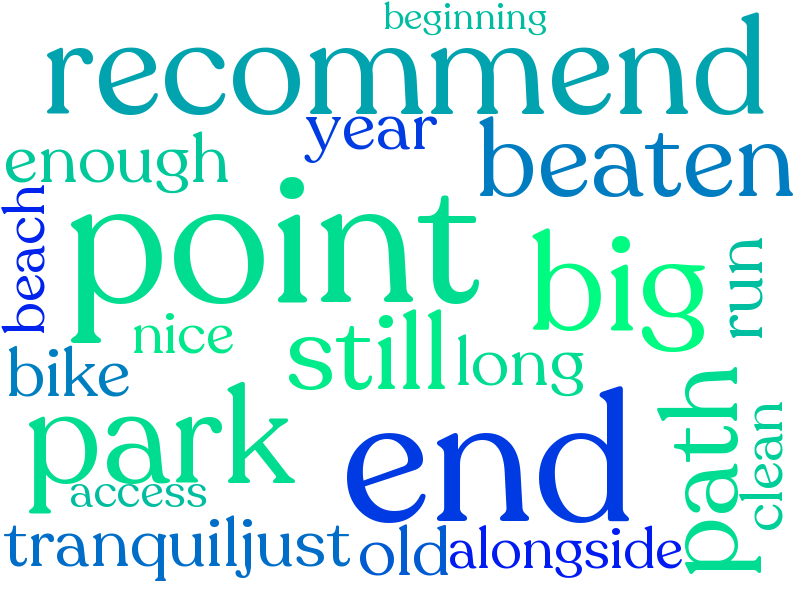 beginning
recommend
year
beaten
enough
beach
point
big
run
nice
still
long
bike
path
park
end
clean
access
tranquil
just
old
alongside